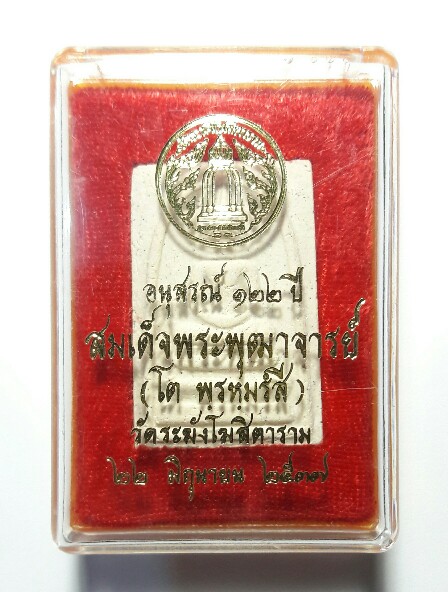 อนุสรณ์ ๑๒๒ ปี
สมเด็จพระพุฒาจารย์
(โต พฺรหฺมรํสี)
วัดระฆังโฆสิตาราม
๒๒ มิถุนายน ๒๕๓๗